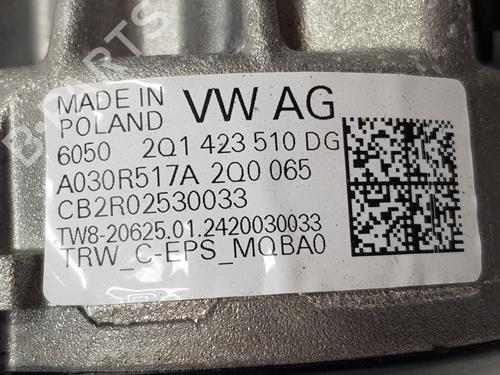 MADE IN
POLAND
VW AG
6050 2Q1 423 510 DG
A030R517A 2Q0 065
CB2R02530033
TW8-20625.01.2420030033
TRW_C-EPS_MQBA0
B-PARTS